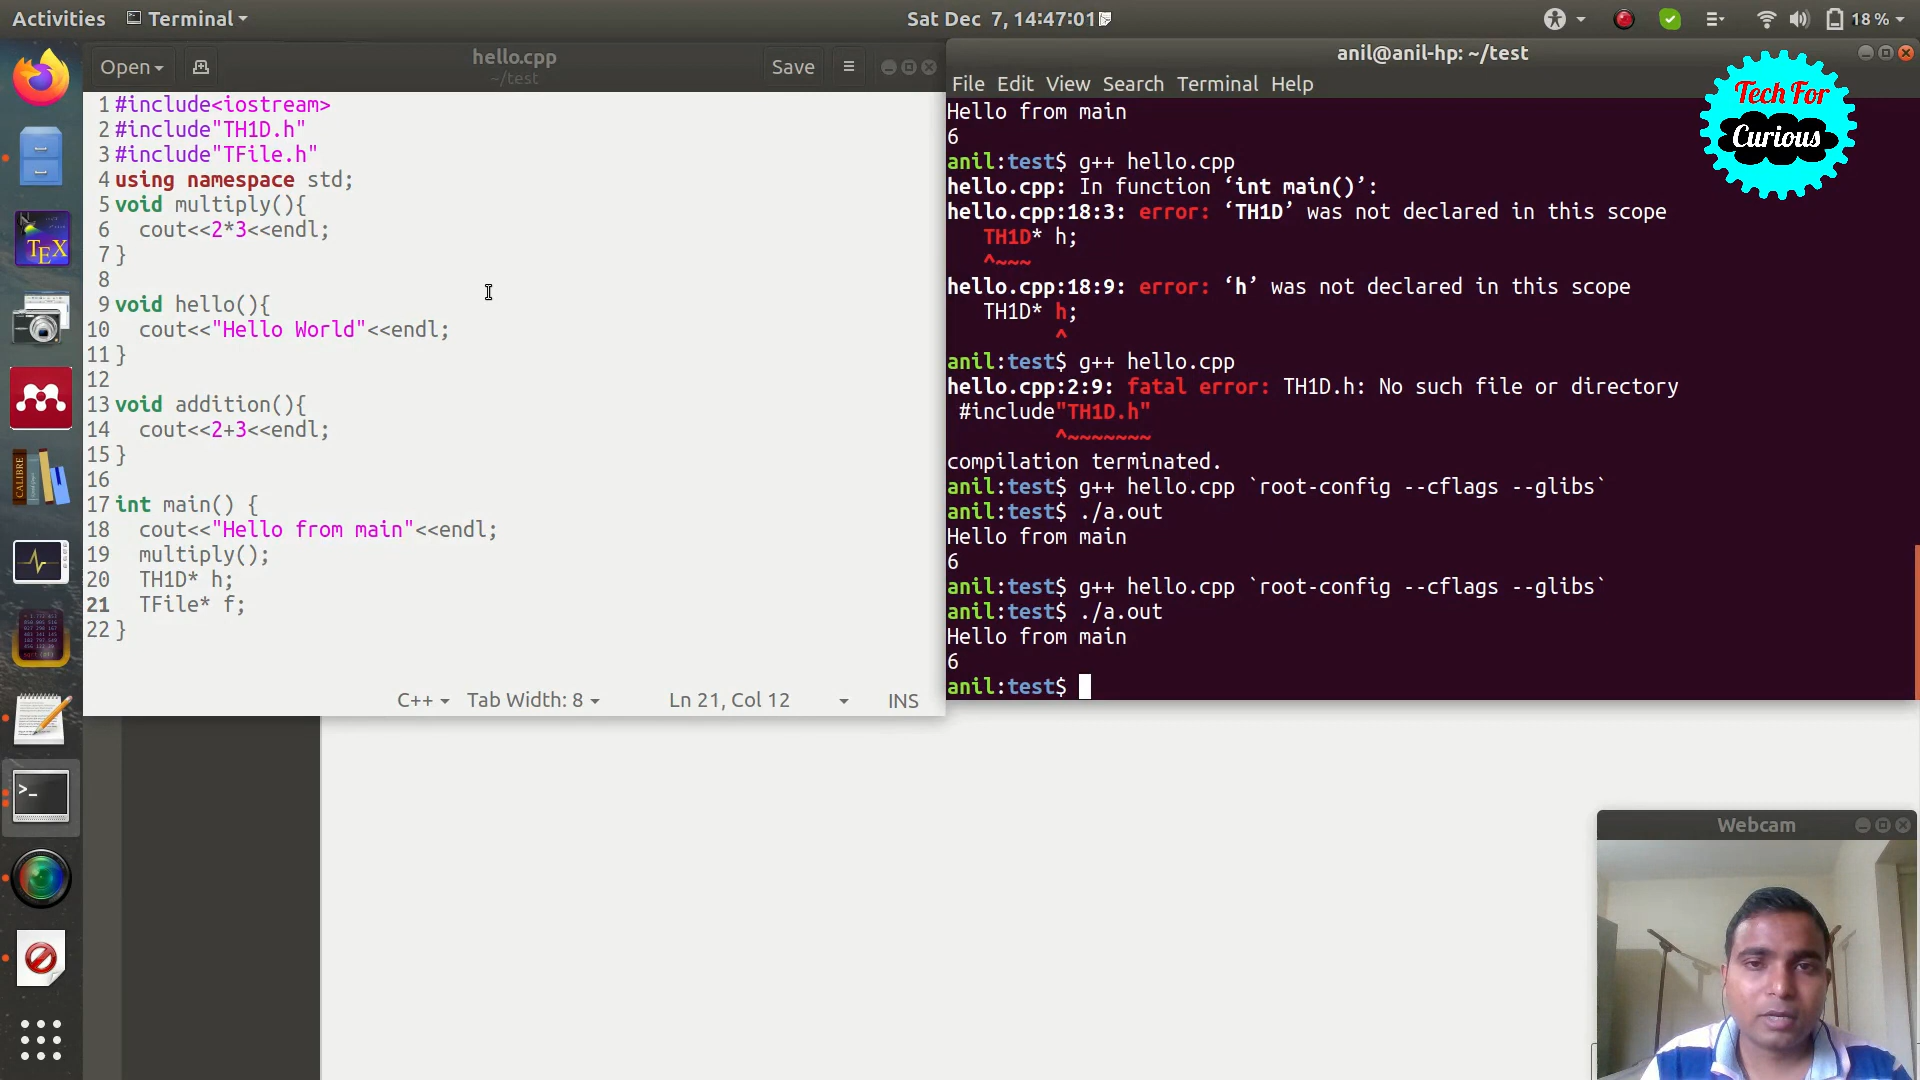 Activities
Terminal
Sat Dec 7, 14:47:01
18 %
Open
hello.cpp
~/test
Save
1 #include<iostream>
2 #include"TH1D.h"
3 #include"TFile.h"
4 using namespace std;
5 void multiply(){
6   cout<<2*3<<endl;
7 }
8
9 void hello(){
10   cout<<"Hello World"<<endl;
11 }
12
13 void addition(){
14   cout<<2+3<<endl;
15 }
16
17 int main() {
18   cout<<"Hello from main"<<endl;
19   multiply();
20   TH1D* h;
21   TFile* f;
22 }
C++
Tab Width: 8
Ln 21, Col 12
INS
anil@anil-hp: ~/test
File Edit View Search Terminal Help
Hello from main
6
anil:test$ g++ hello.cpp
hello.cpp: In function ‘int main()’:
hello.cpp:18:3: error: ‘TH1D’ was not declared in this scope
   TH1D* h;
   ^~~~
hello.cpp:18:9: error: ‘h’ was not declared in this scope
   TH1D* h;
         ^
anil:test$ g++ hello.cpp
hello.cpp:2:9: fatal error: TH1D.h: No such file or directory
 #include"TH1D.h"
         ^~~~~~~~
compilation terminated.
anil:test$ g++ hello.cpp `root-config --cflags --glibs`
anil:test$ ./a.out
Hello from main
6
anil:test$ g++ hello.cpp `root-config --cflags --glibs`
anil:test$ ./a.out
Hello from main
6
anil:test$
Tech For
Curious
TEX
CALIBRE
>_
Webcam